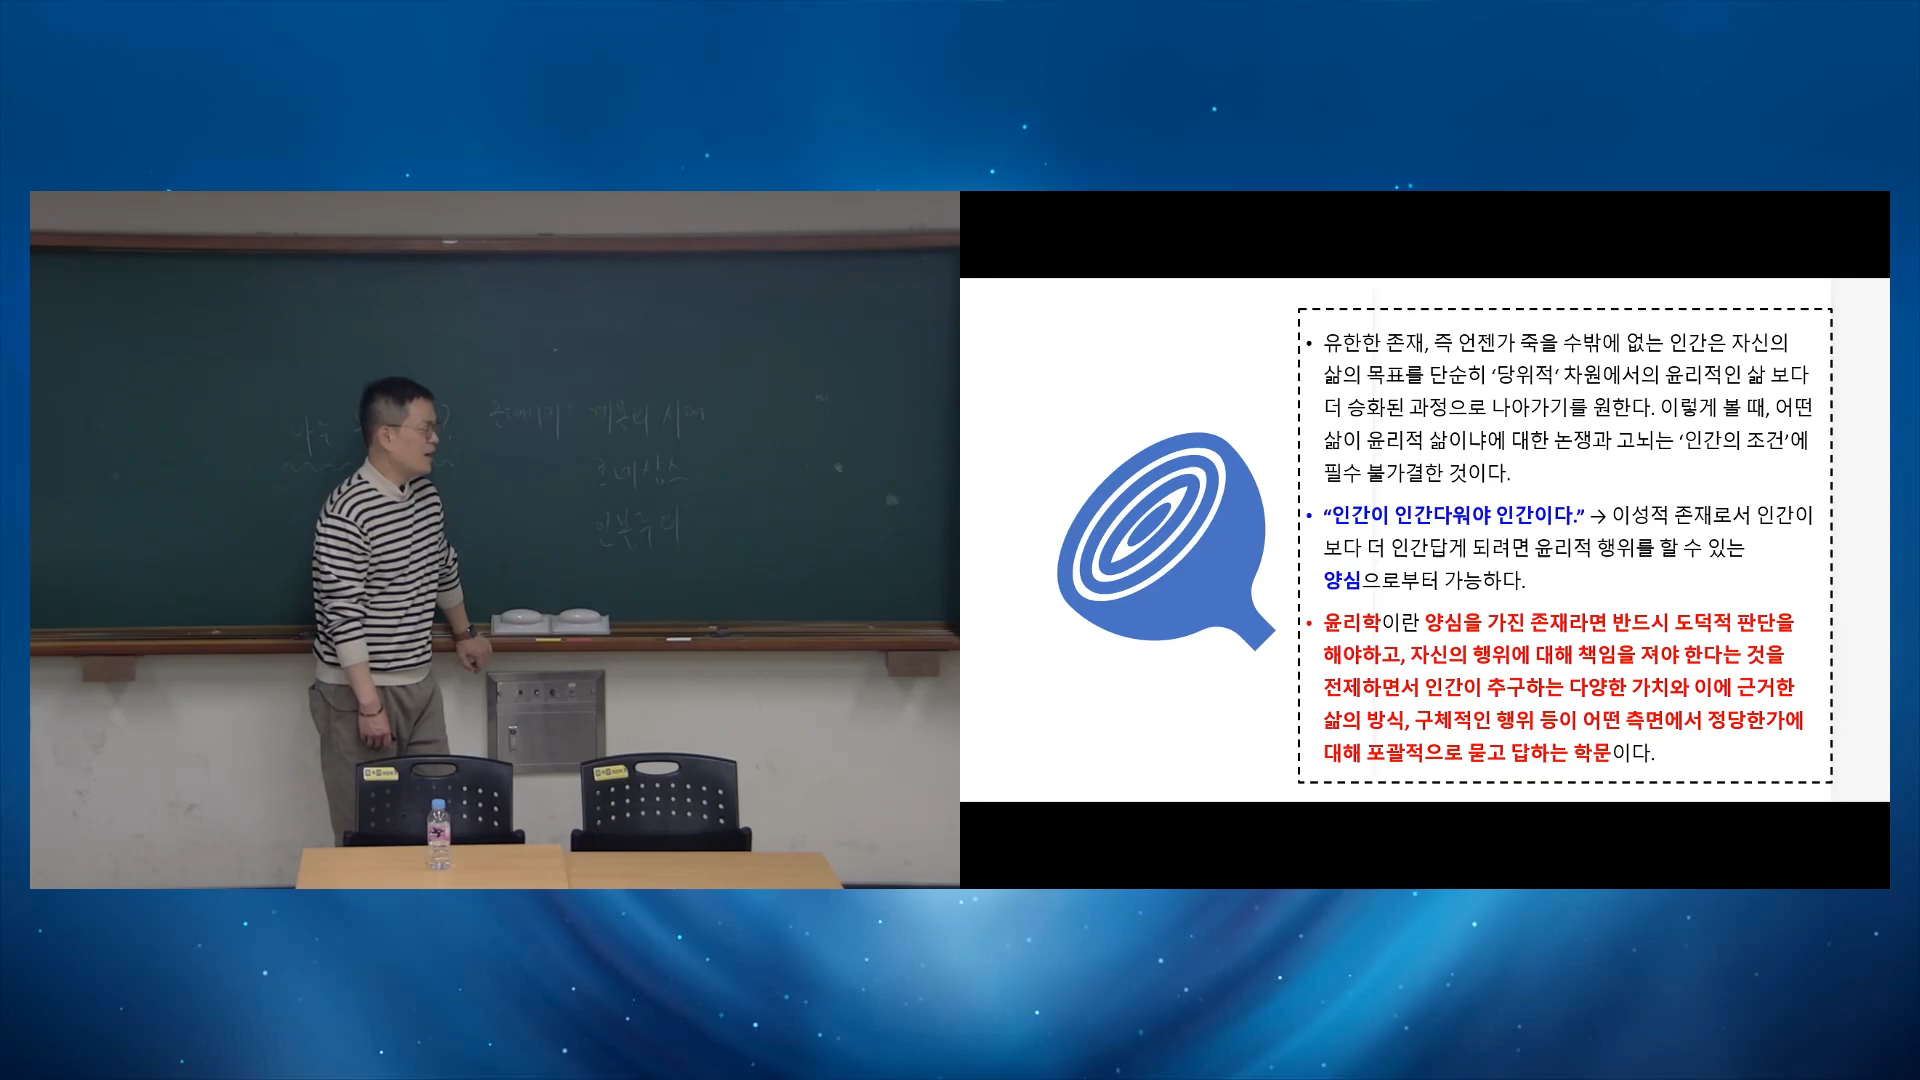 나는 ?
계몽의 시대
르네상스
인본주의
• 유한한 존재, 즉 언젠가 죽을 수밖에 없는 인간은 자신의
삶의 목표를 단순히 ‘당위적‘ 차원에서의 윤리적인 삶 보다
더 승화된 과정으로 나아가기를 원한다. 이렇게 볼 때, 어떤
삶이 윤리적 삶이냐에 대한 논쟁과 고뇌는 ‘인간의 조건’에
필수 불가결한 것이다.
• “인간이 인간다워야 인간이다.” → 이성적 존재로서 인간이
보다 더 인간답게 되려면 윤리적 행위를 할 수 있는
양심으로부터 가능하다.
• 윤리학이란 양심을 가진 존재라면 반드시 도덕적 판단을
해야하고, 자신의 행위에 대해 책임을 져야 한다는 것을
전제하면서 인간이 추구하는 다양한 가치와 이에 근거한
삶의 방식, 구체적인 행위 등이 어떤 측면에서 정당한가에
대해 포괄적으로 묻고 답하는 학문이다.